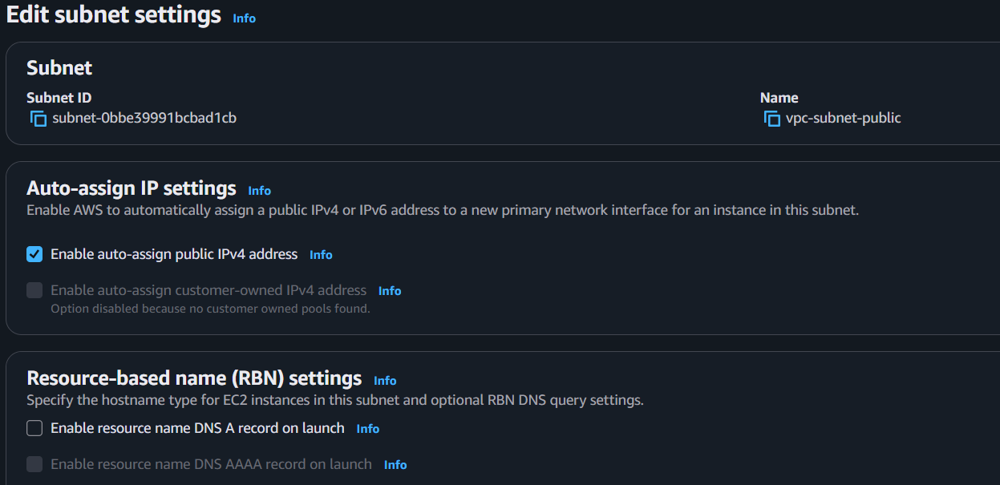 Edit subnet settings Info
Subnet
Subnet ID
subnet-0bbe39991bcbad1cb
Name
vpc-subnet-public
Auto-assign IP settings Info
Enable AWS to automatically assign a public IPv4 or IPv6 address to a new primary network interface for an instance in this subnet.
Enable auto-assign public IPv4 address Info
Enable auto-assign customer-owned IPv4 address Info
Option disabled because no customer owned pools found.
Resource-based name (RBN) settings Info
Specify the hostname type for EC2 instances in this subnet and optional RBN DNS query settings.
Enable resource name DNS A record on launch Info
Enable resource name DNS AAAA record on launch Info